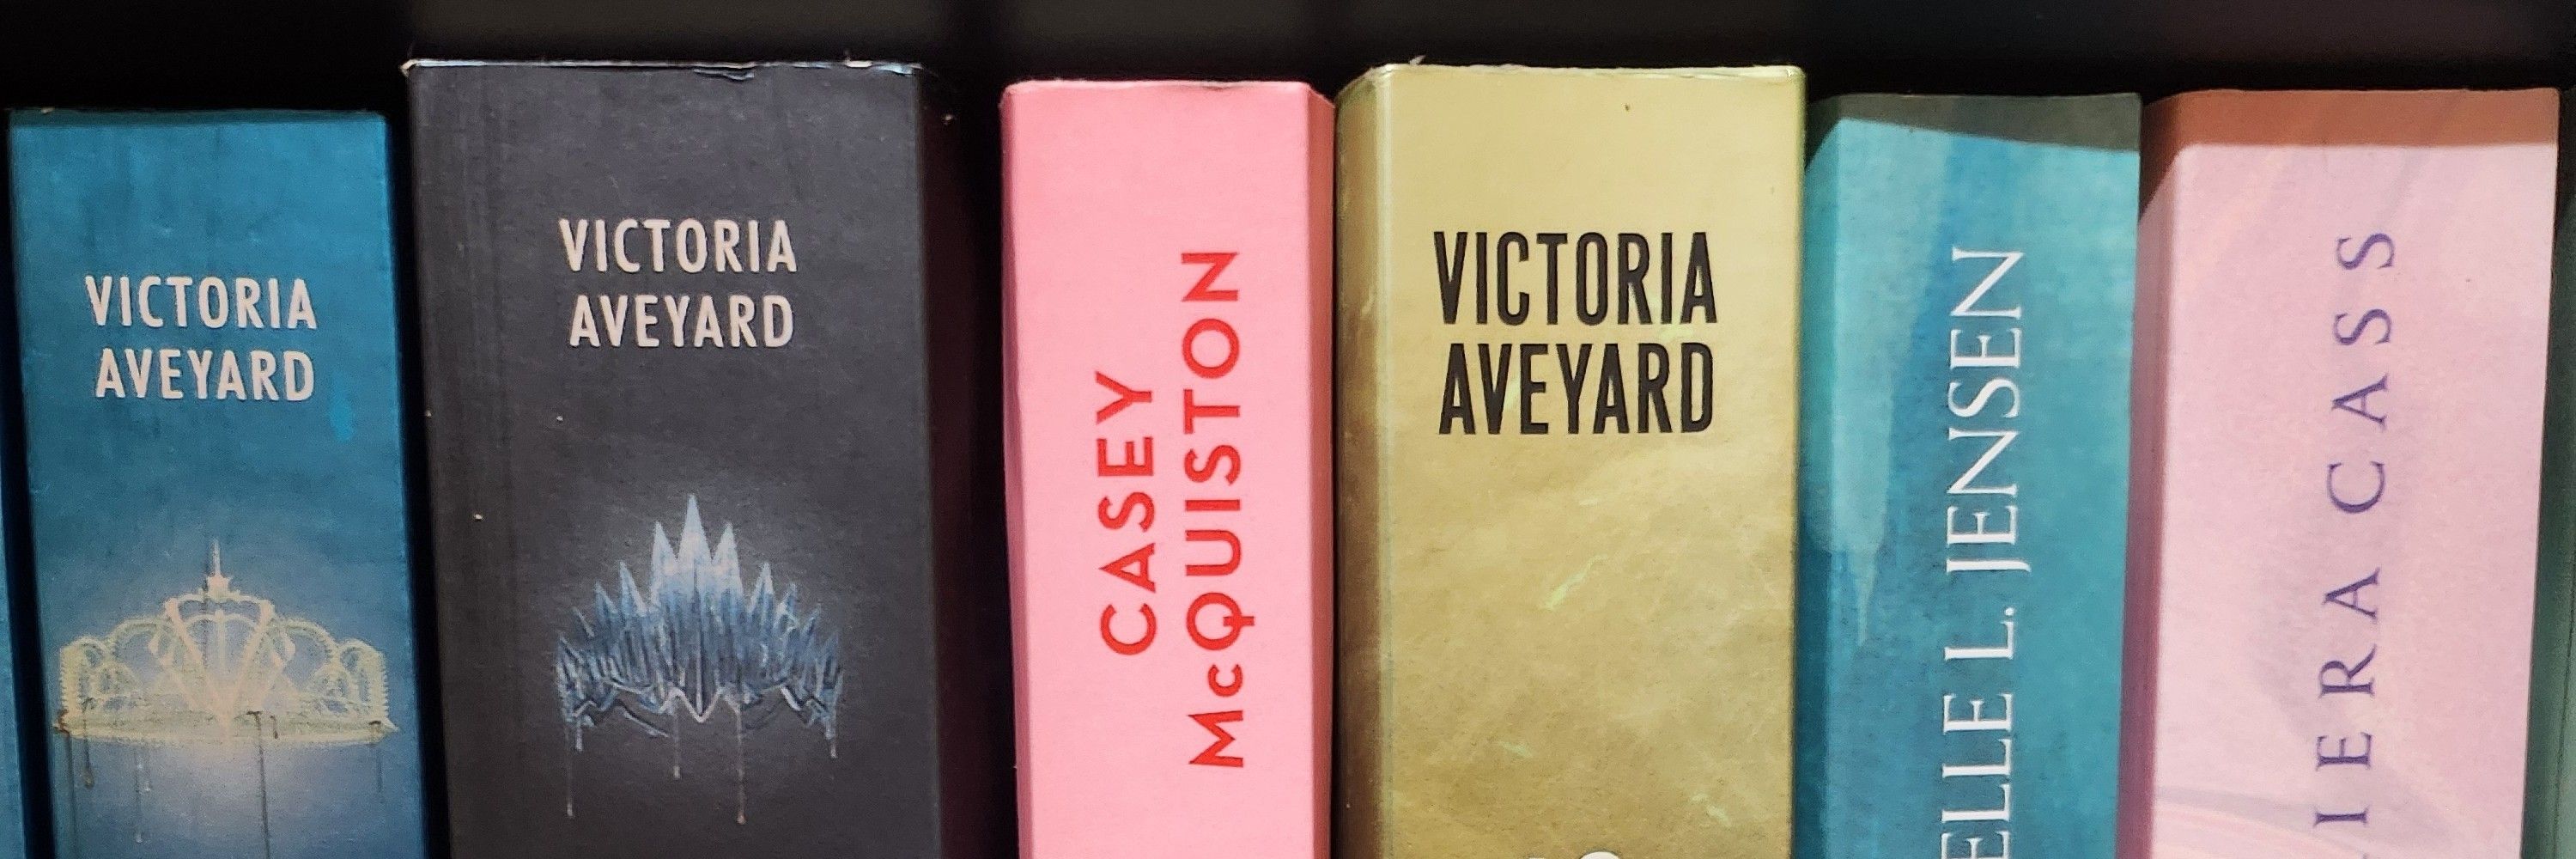 VICTORIA
AVEYARD
VICTORIA
AVEYARD
CASEY
McQUISTON
VICTORIA
AVEYARD
ELLE L. JENSEN
IERA CASS